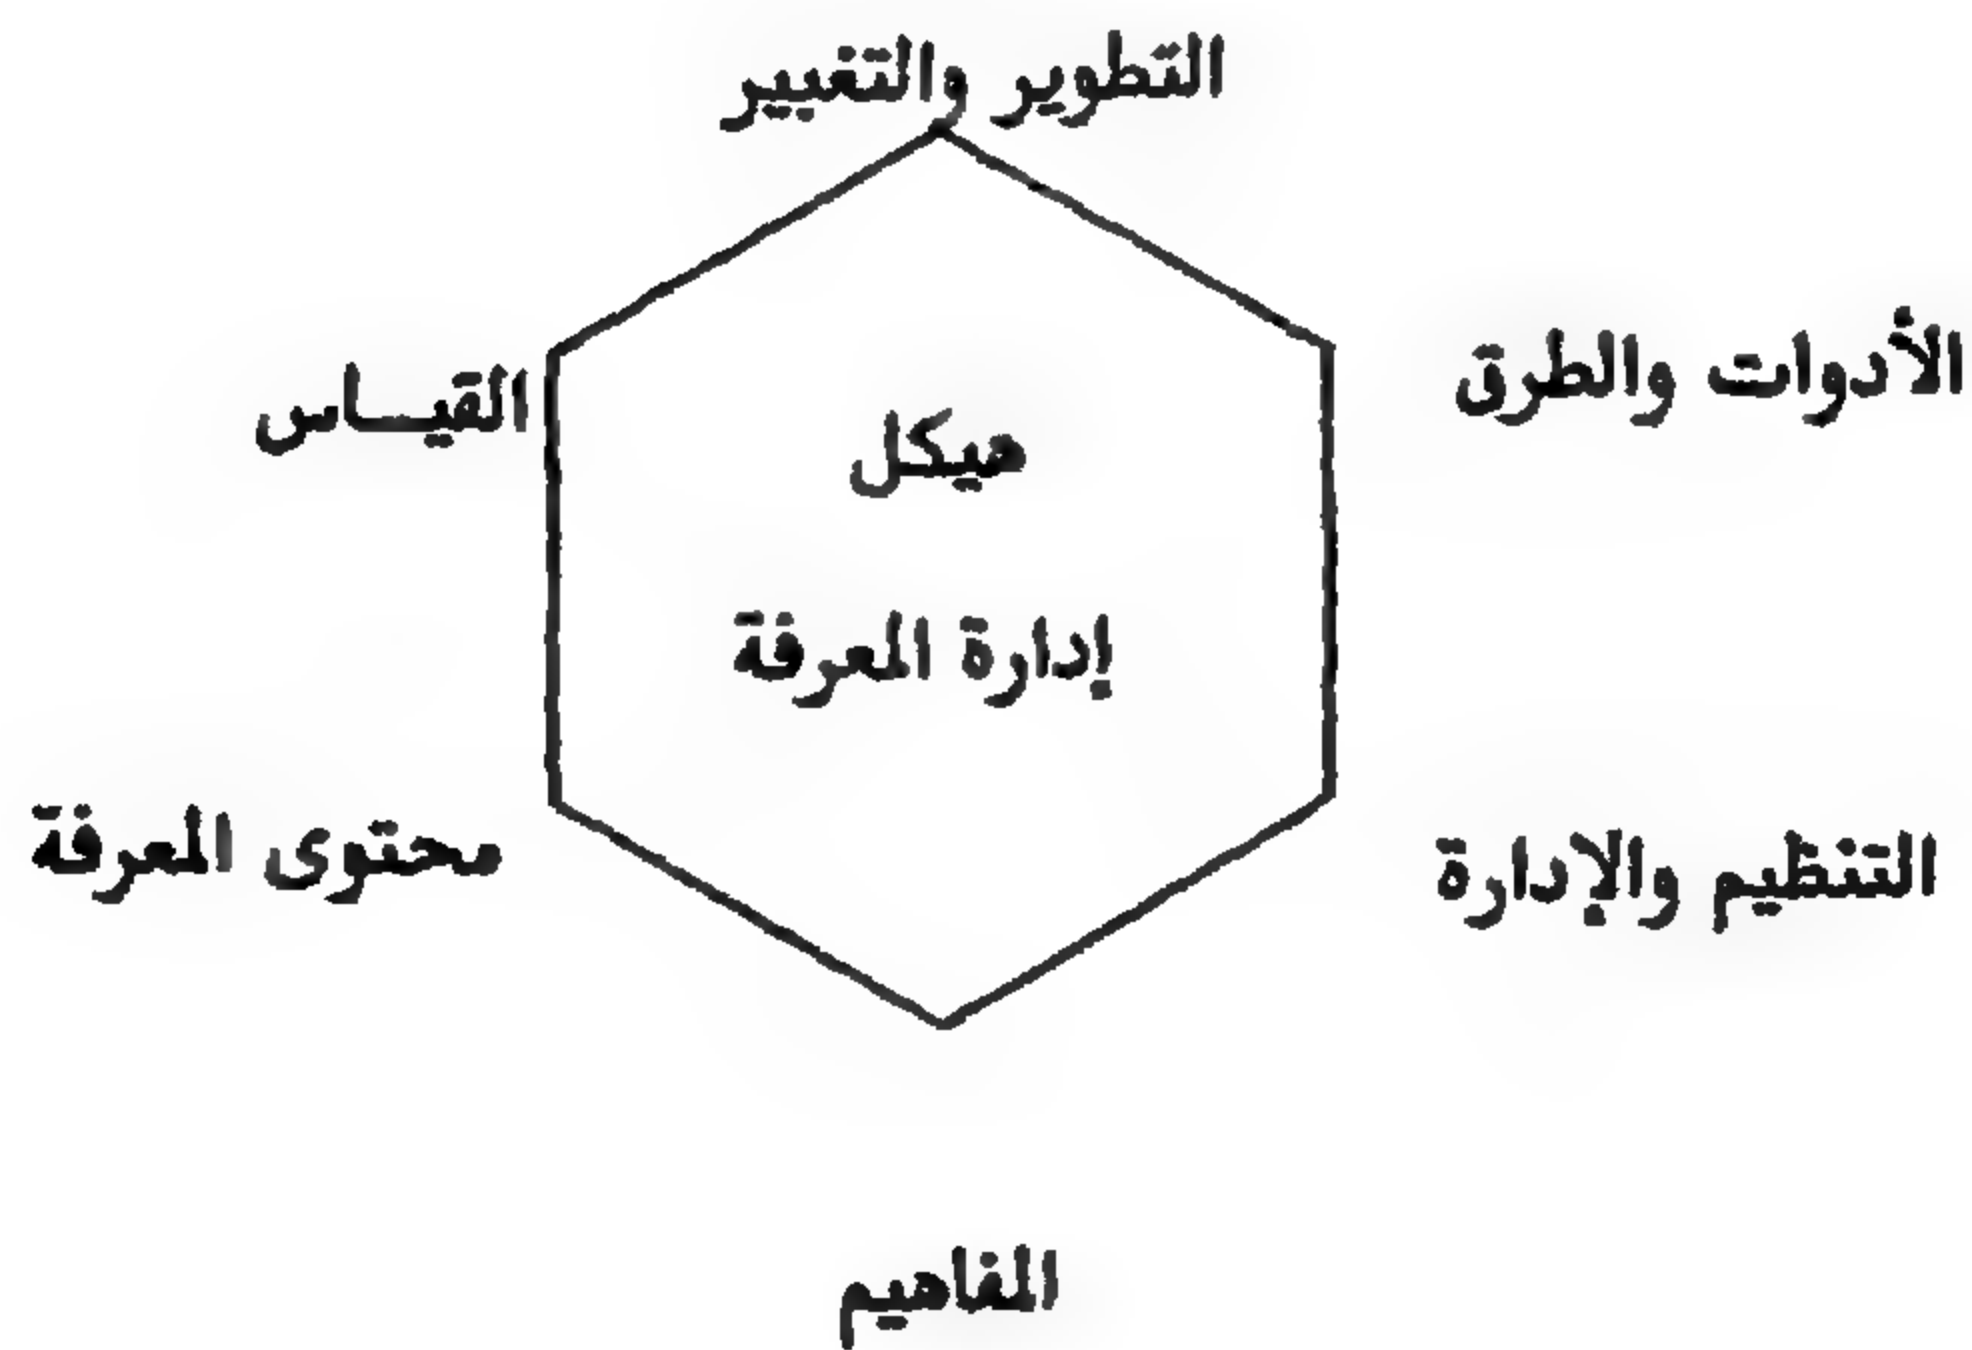 التطوير والتغيير
الأدوات والطرق
القيــاس
هيكل
إدارة المعرفة
محتوى المعرفة
التنظيم والإدارة
المفاهيم